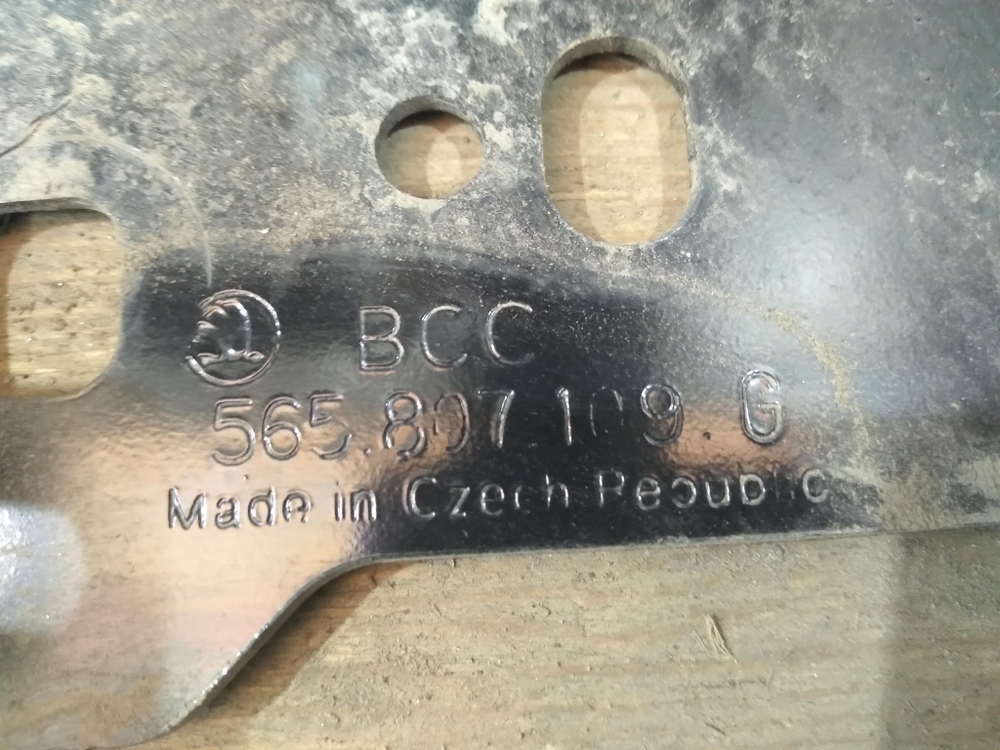 BCC
565.807 109. G
Made in Czech Republic